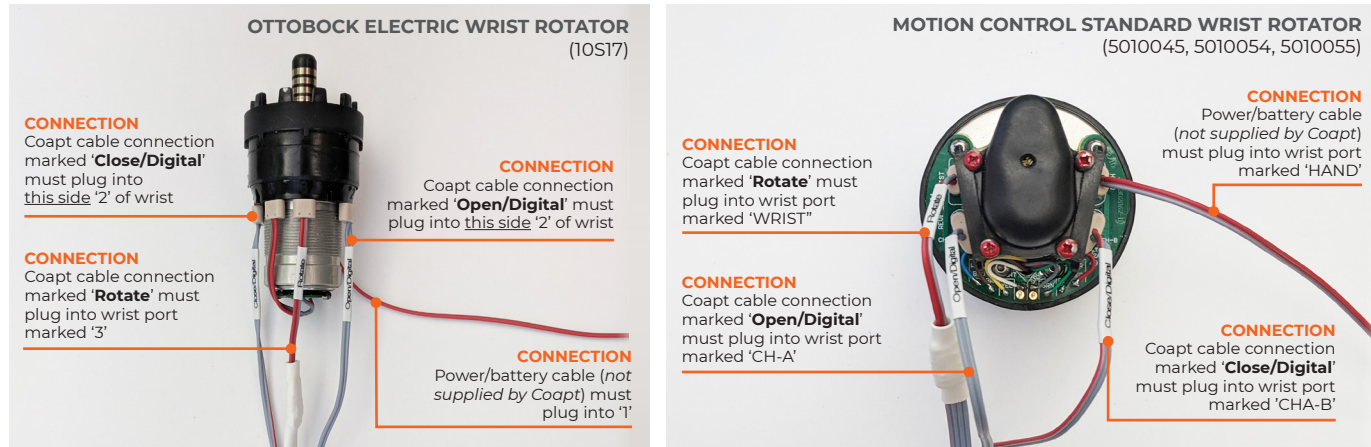 OTTOBOCK ELECTRIC WRIST ROTATOR
(10S17)
CONNECTION
Coapt cable connection
marked ‘Close/Digital’
must plug into
this side ‘2’ of wrist
CONNECTION
Coapt cable connection
marked ‘Open/Digital’ must
plug into this side ‘2’ of wrist
CONNECTION
Coapt cable connection
marked ‘Rotate’ must
plug into wrist port
marked ‘3’
CONNECTION
Power/battery cable (not
supplied by Coapt) must
plug into ‘1’
Close/Digital
Rotate
Open/Digital
MOTION CONTROL STANDARD WRIST ROTATOR
(5010045, 5010054, 5010055)
CONNECTION
Coapt cable connection
marked ‘Rotate’ must
plug into wrist port
marked ‘WRIST”
CONNECTION
Power/battery cable
(not supplied by Coapt)
must plug into wrist port
marked ‘HAND’
CONNECTION
Coapt cable connection
marked ‘Open/Digital’
must plug into wrist port
marked ‘CH-A’
CONNECTION
Coapt cable connection
marked ‘Close/Digital’
must plug into wrist port
marked ’CHA-B’
Rotate
Open/Digital
Close/Digital